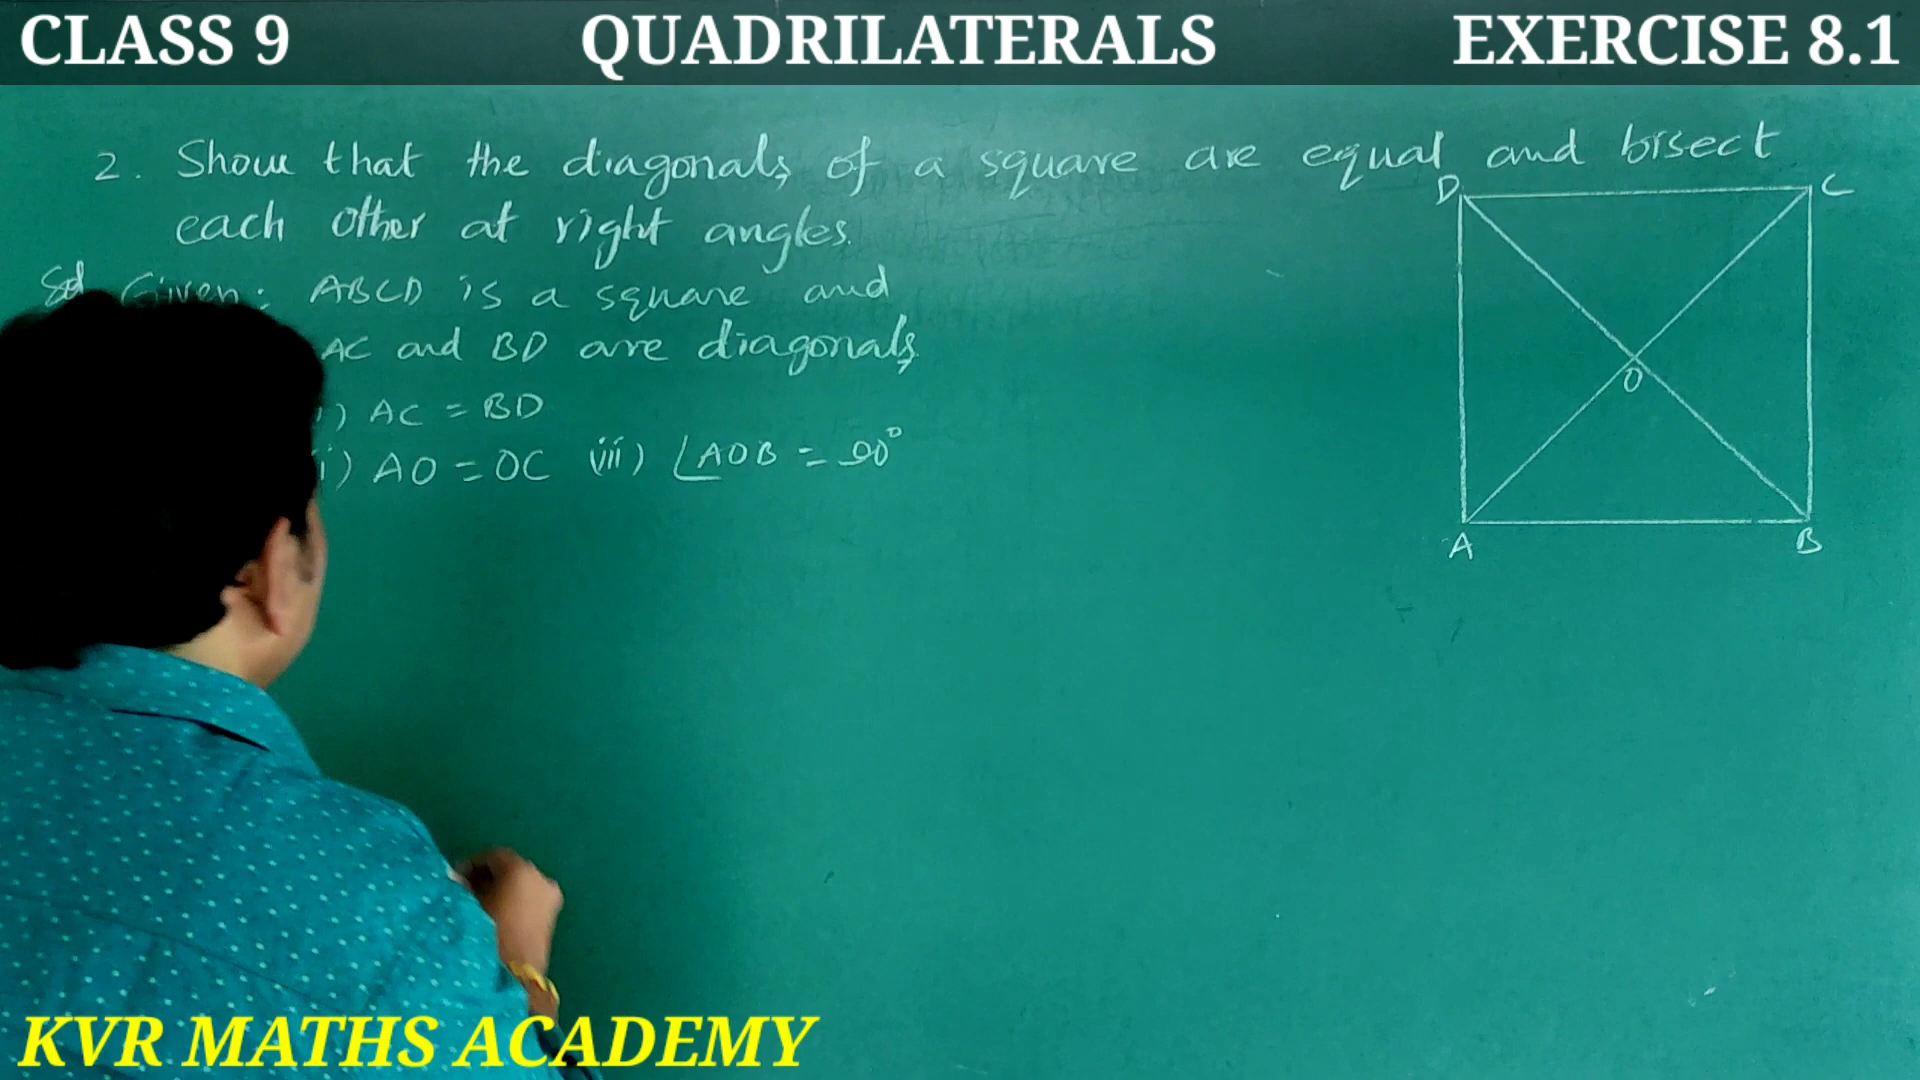 CLASS 9 QUADRILATERALS EXERCISE 8.1
2. Show that the diagonals of a square are equal and bisect
each other at right angles.
Sol Given: ABCD is a square and
AC and BD are diagonals
i) AC = BD
i) AO = OC (iii) ∠AOB = 90°
D C
O
A B
KVR MATHS ACADEMY